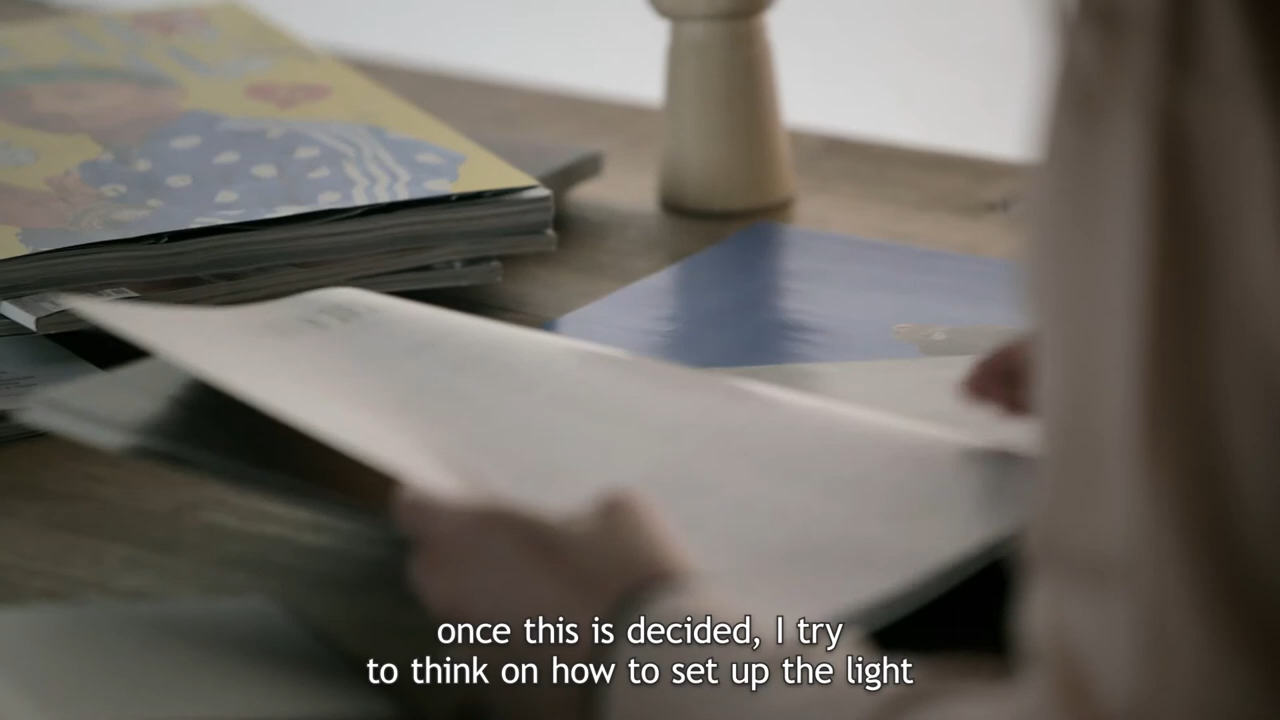 once this is decided, I try
to think on how to set up the light